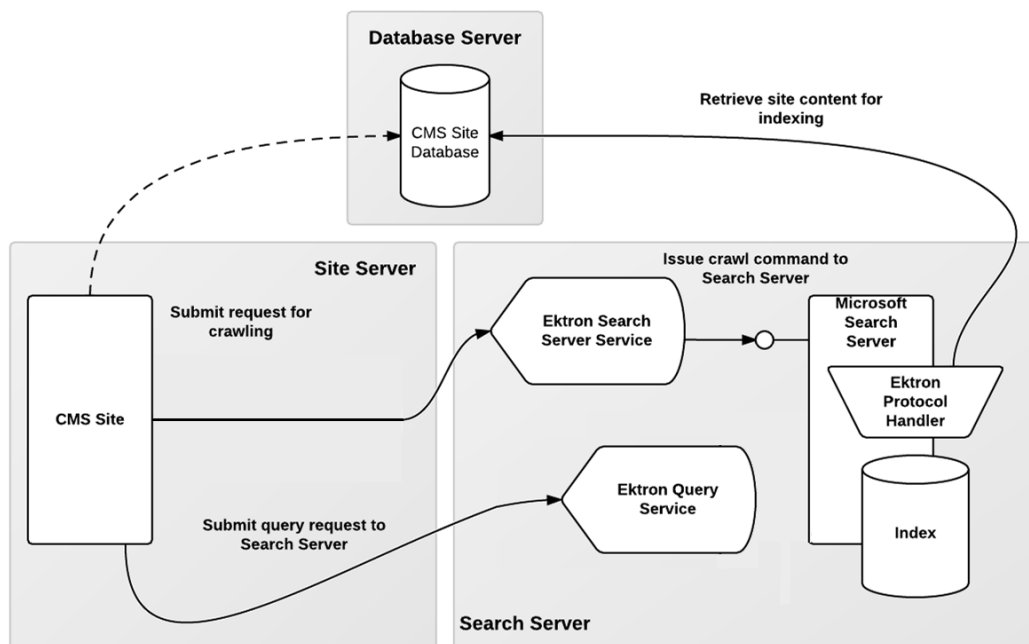 Database Server
CMS Site
Database
Retrieve site content for
indexing
Site Server
Submit request for
crawling
CMS Site
Submit query request to
Search Server
Issue crawl command to
Search Server
Ektron Search
Server Service
Microsoft
Search
Server
Ektron
Protocol
Handler
Ektron Query
Service
Index
Search Server